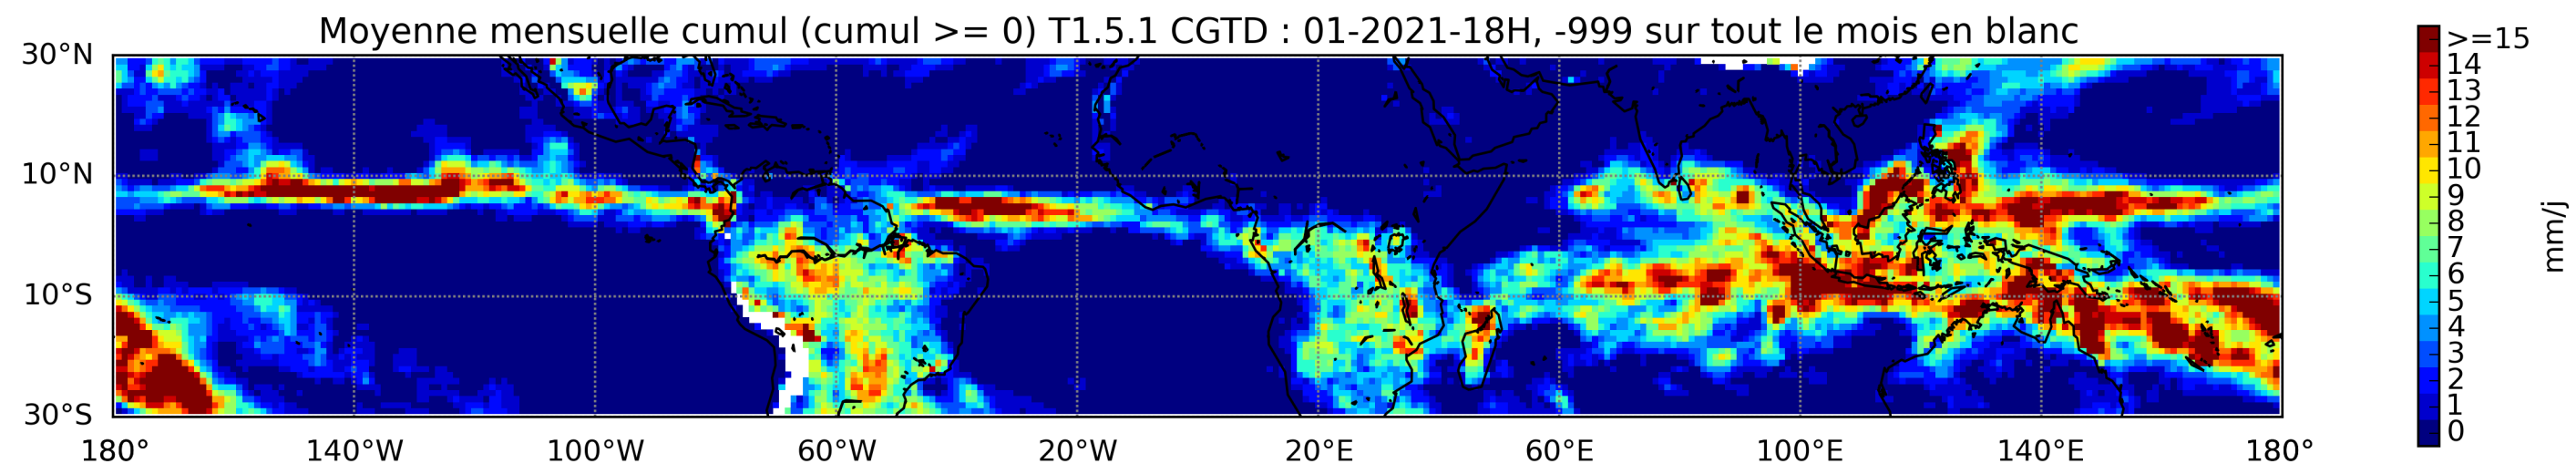 Moyenne mensuelle cumul (cumul >= 0) T1.5.1 CGTD : 01-2021-18H, -999 sur tout le mois en blanc
30°N
10°N
10°S
30°S
180°
140°W
100°W
60°W
20°W
20°E
60°E
100°E
140°E
180°
>=15
14
13
12
11
10
9
8
7
6
5
4
3
2
1
0
mm/j